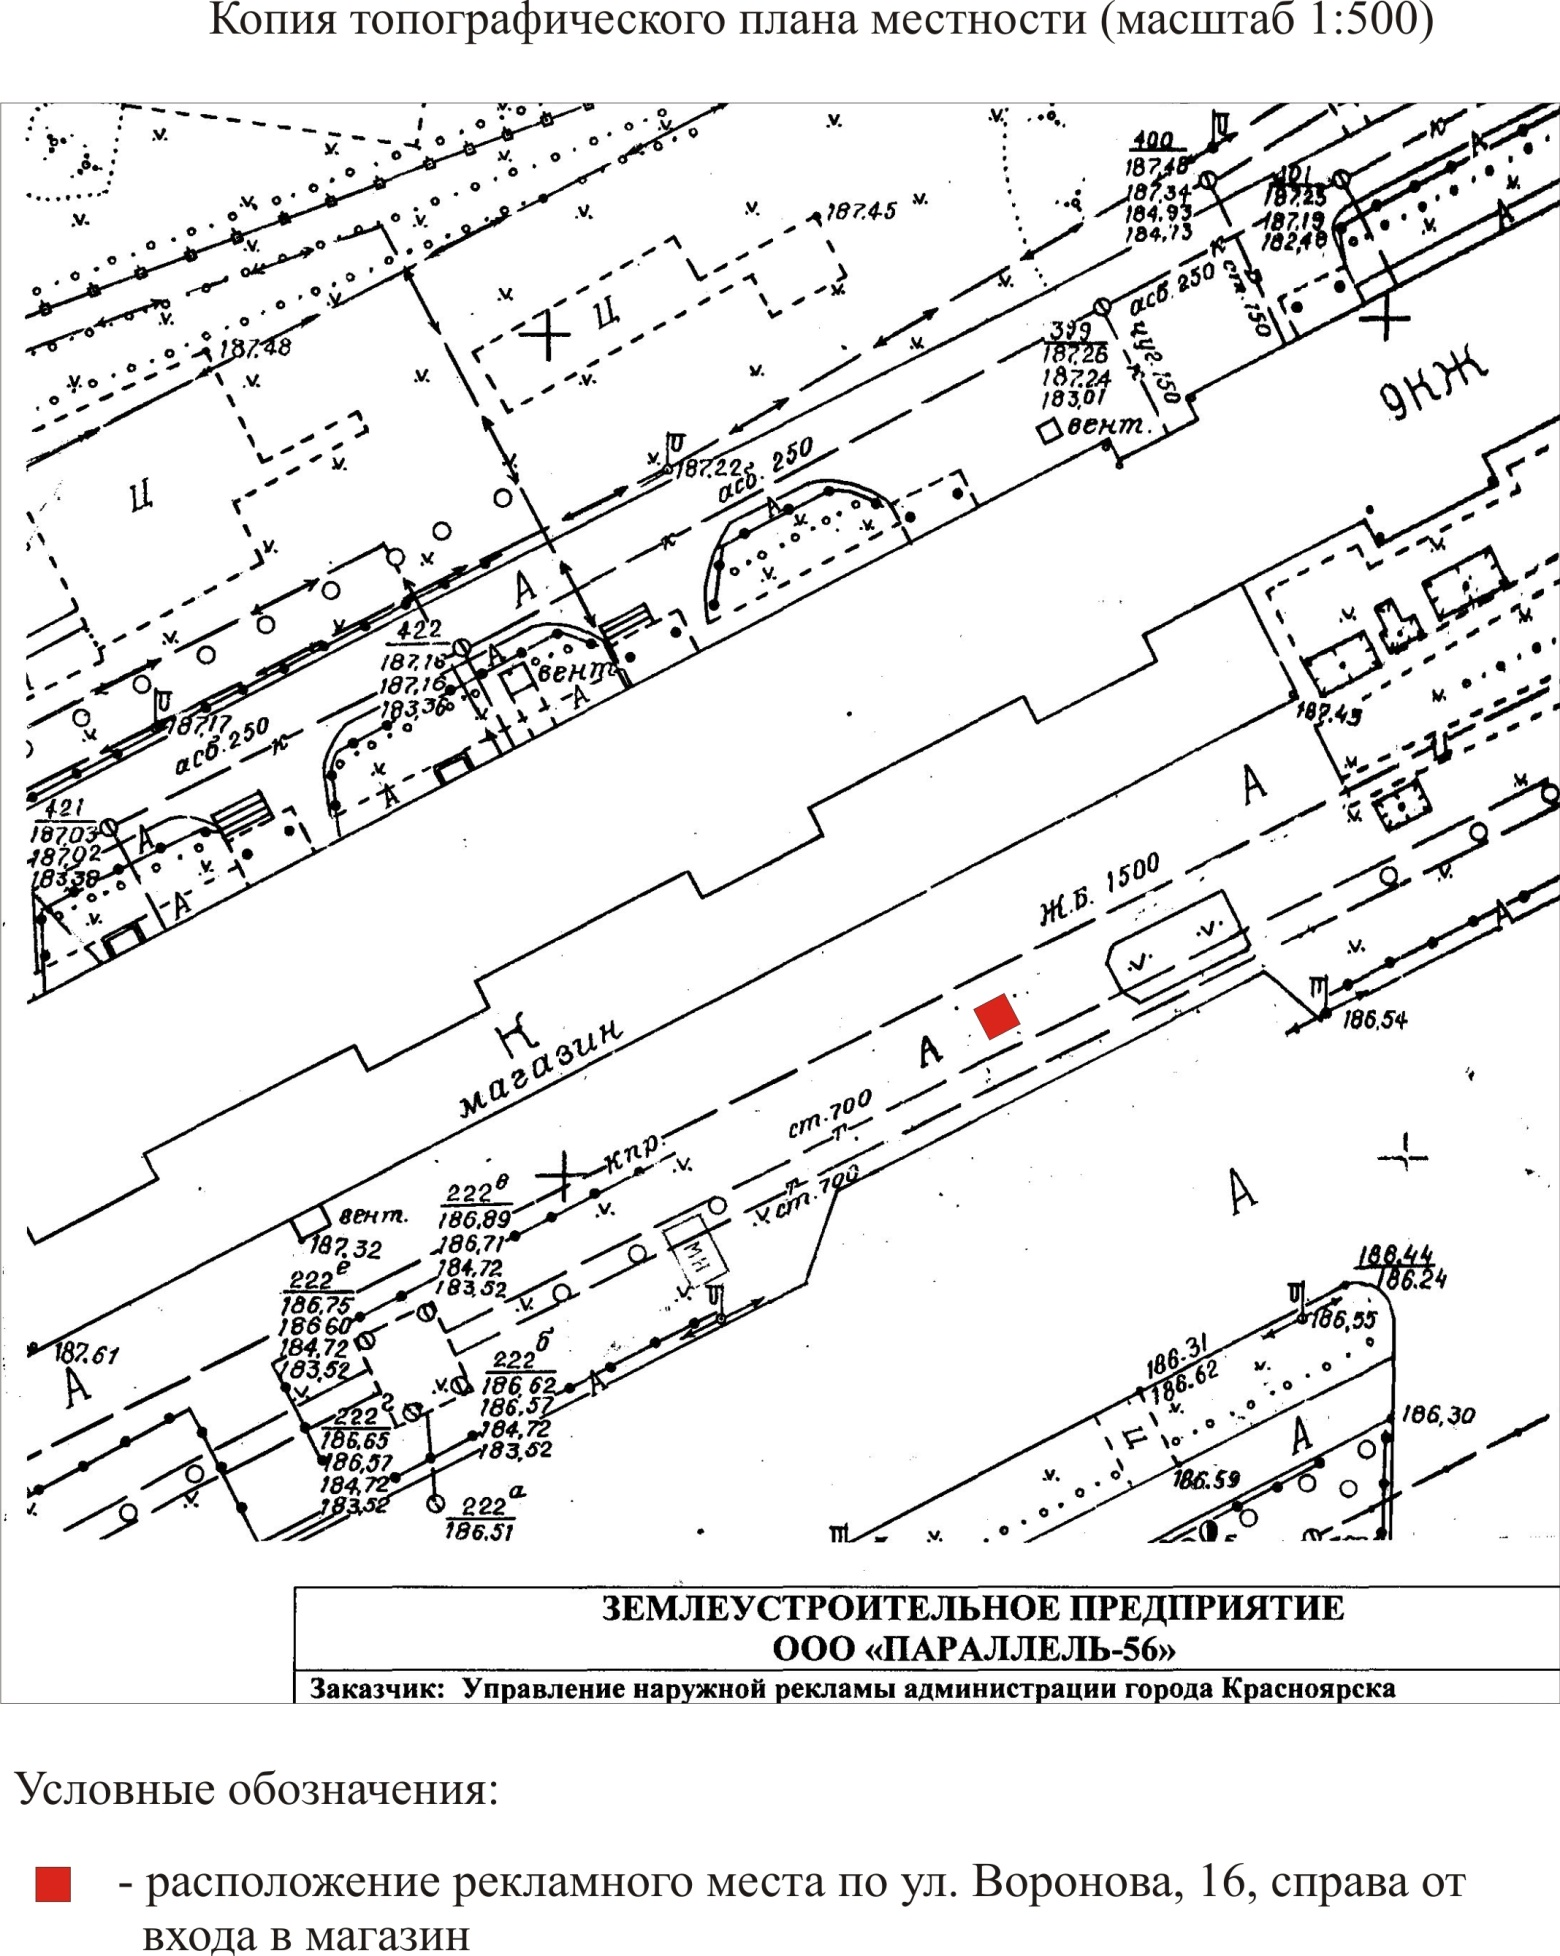 Копия топографического плана местности (масштаб 1:500)
400
187,48
187,34
184,93
184,73
401
187.25
187.19
182,48
187.45
асб. 250
ст. 150
399
187.26
187.24
183,01
чуг. 150
вент.
9КЖ
187.48
Ц
Ц
187.22
асб. 250
А
А
422
187.16
187,16
183,36
А
вент
А
187.17
асб. 250
к
А
421
187.03
187,02
183,38
А
А
187.45
Ц
А
Ж.Б. 1500
А
К
магазин
А
186,54
ст. 700
т.
кпр.
т
ст. 700
А
222в
186,89
186,71
184,72
183,52
вент.
187,32
222е
186,75
186 60
184,72
183,52
МН
188,44
186.24
186,55
187.61
А
222б
186,62
186,57
184,72
183,52
А
186.31
186.62
222г
186,65
186,57
184,72
183,52
Ц
А
186,30
186.59
222а
186.51
ЗЕМЛЕУСТРОИТЕЛЬНОЕ ПРЕДПРИЯТИЕ
ООО «ПАРАЛЛЕЛЬ-56»
Заказчик: Управление наружной рекламы администрации города Красноярска
Условные обозначения:
- расположение рекламного места по ул. Воронова, 16, справа от
входа в магазин